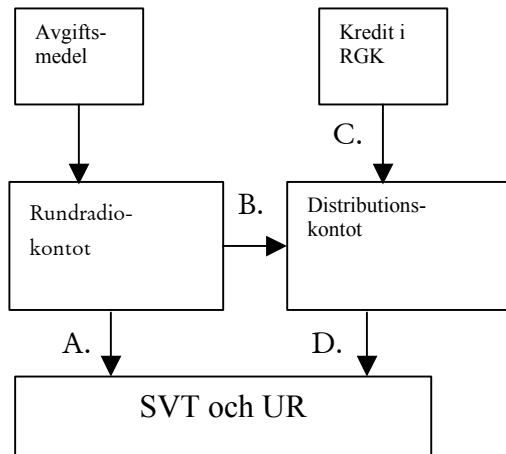 Avgifts-
medel
Kredit i
RGK
C.
Rundradio-
kontot
B.
Distributions-
kontot
A.
D.
SVT och UR